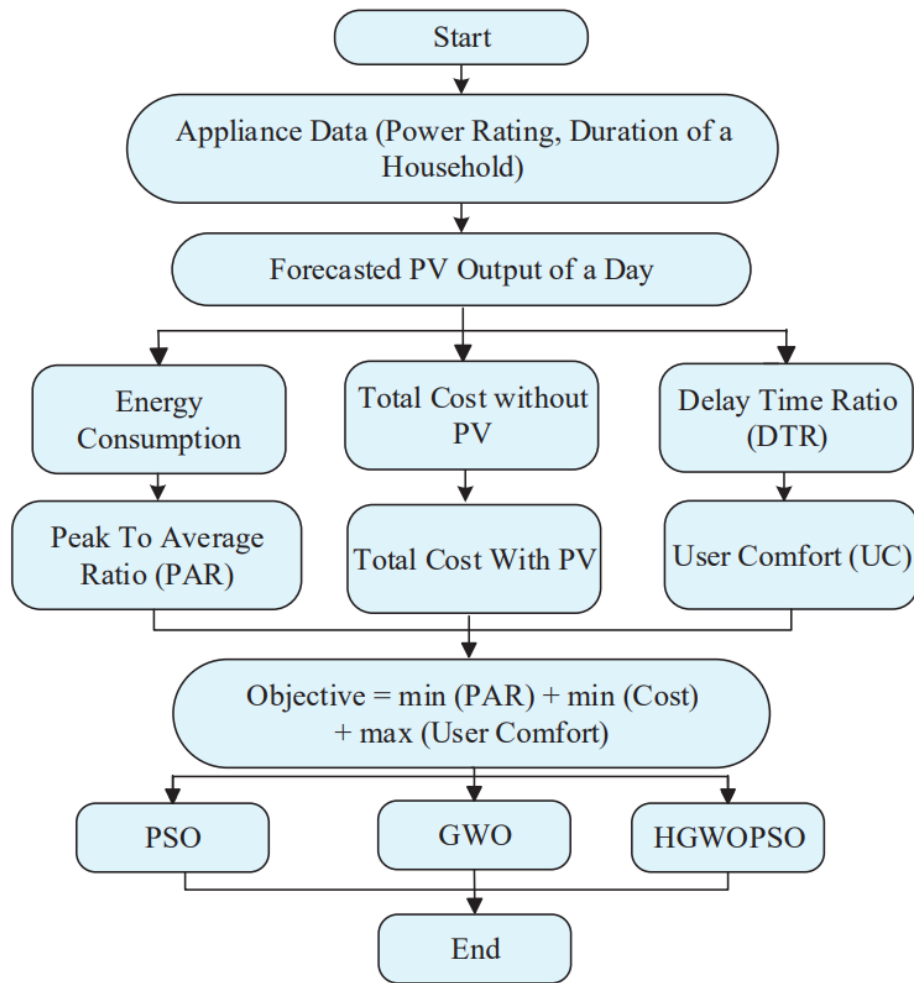 Start
Appliance Data (Power Rating, Duration of a
Household)
Forecasted PV Output of a Day
Energy
Consumption
Total Cost without
PV
Delay Time Ratio
(DTR)
Peak To Average
Ratio (PAR)
Total Cost With PV
User Comfort (UC)
Objective = min (PAR) + min (Cost)
+ max (User Comfort)
PSO
GWO
HGWOPSO
End